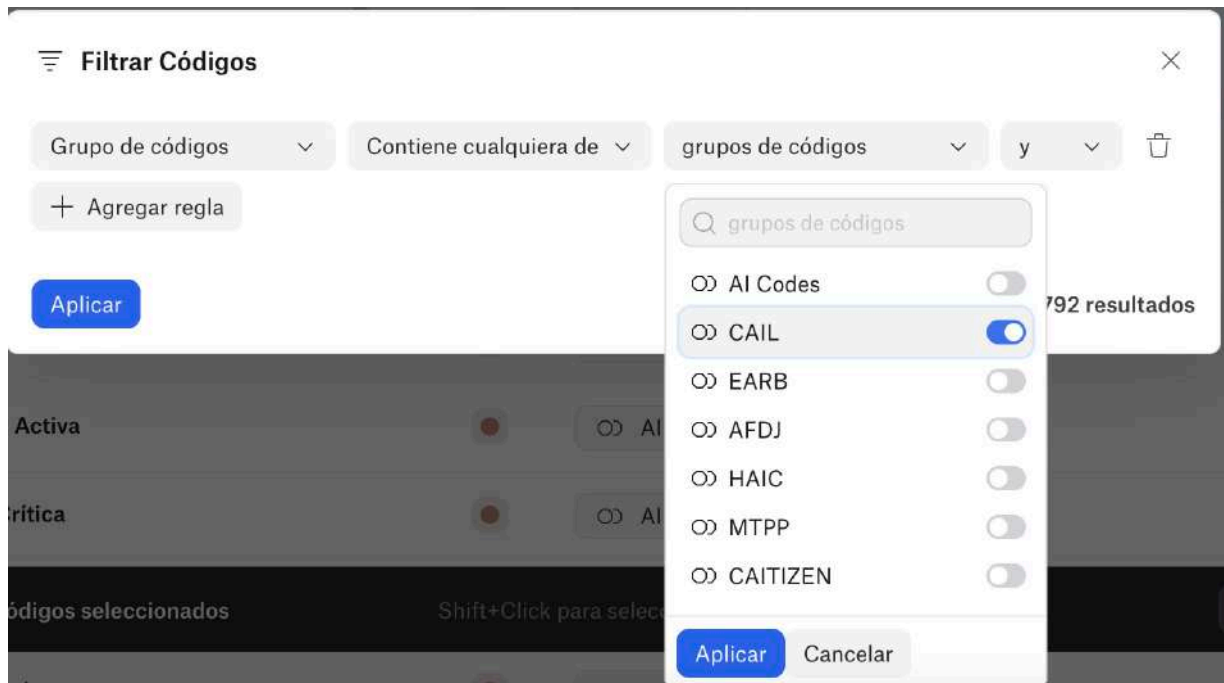 Filtrar Códigos
Grupo de códigos Contiene cualquiera de grupos de códigos y
Agregar regla
grupos de códigos
AI Codes
Aplicar 792 resultados
CAIL
EARB
Activa AI AFDJ
HAIC
Crítica AI MTPP
CAITIZEN
ódigos seleccionados Shift+Click para selec
Aplicar Cancelar